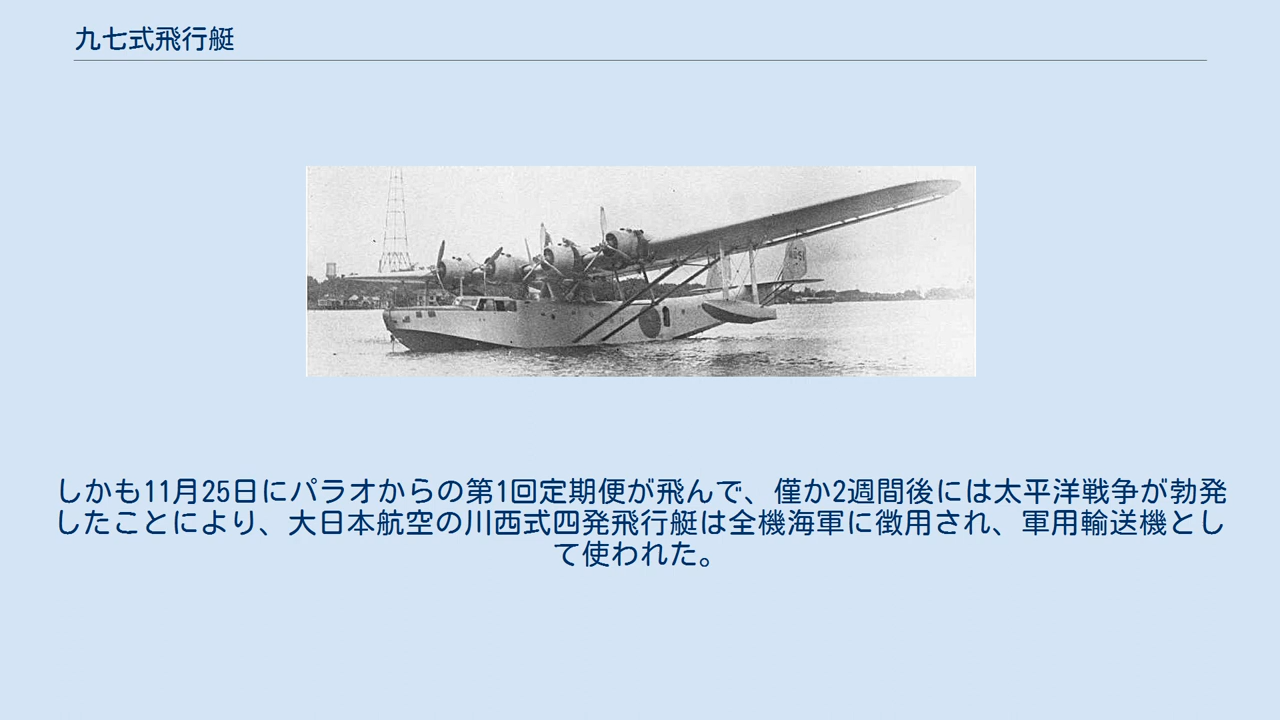 九七式飛行艇
しかも11月25日にパラオからの第1回定期便が飛んで、僅か2週間後には太平洋戦争が勃発
したことにより、大日本航空の川西式四発飛行艇は全機海軍に徴用され、軍用輸送機とし
て使われた。